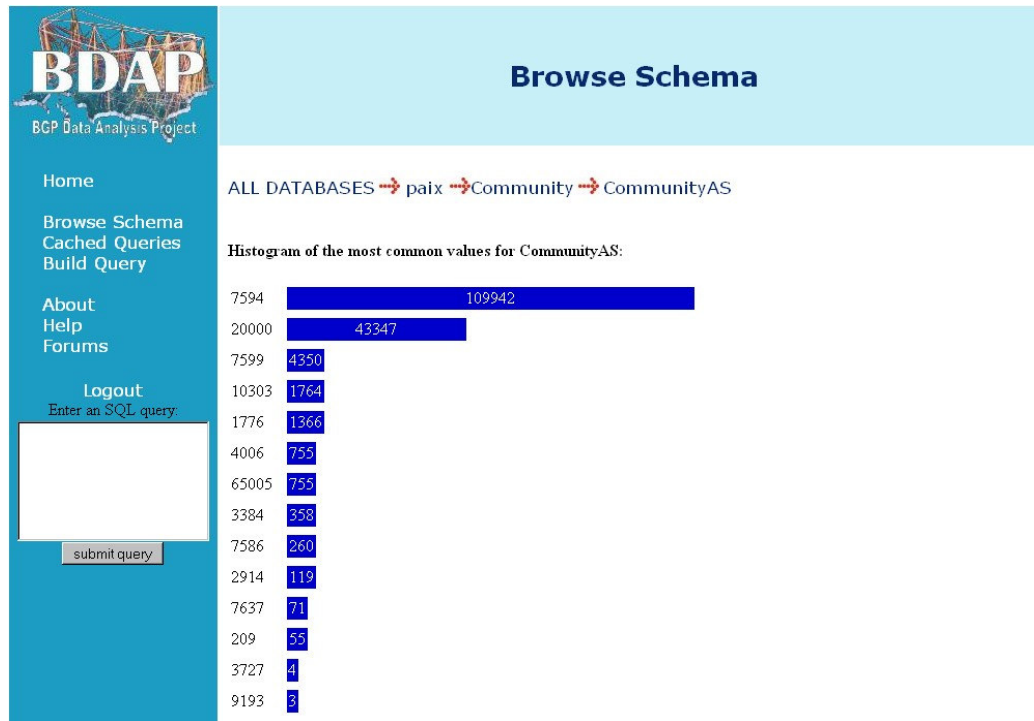 BDAP
BGP Data Analysis Project
Browse Schema
Home
Browse Schema
Cached Queries
Build Query
About
Help
Forums
Logout
Enter an SQL query:
submit query
ALL DATABASES paix Community CommunityAS
Histogram of the most common values for CommunityAS:
7594 109942
20000 43347
7599 4350
10303 1764
1776 1366
4006 755
65005 755
3384 358
7586 260
2914 119
7637 71
209 55
3727 4
9193 3